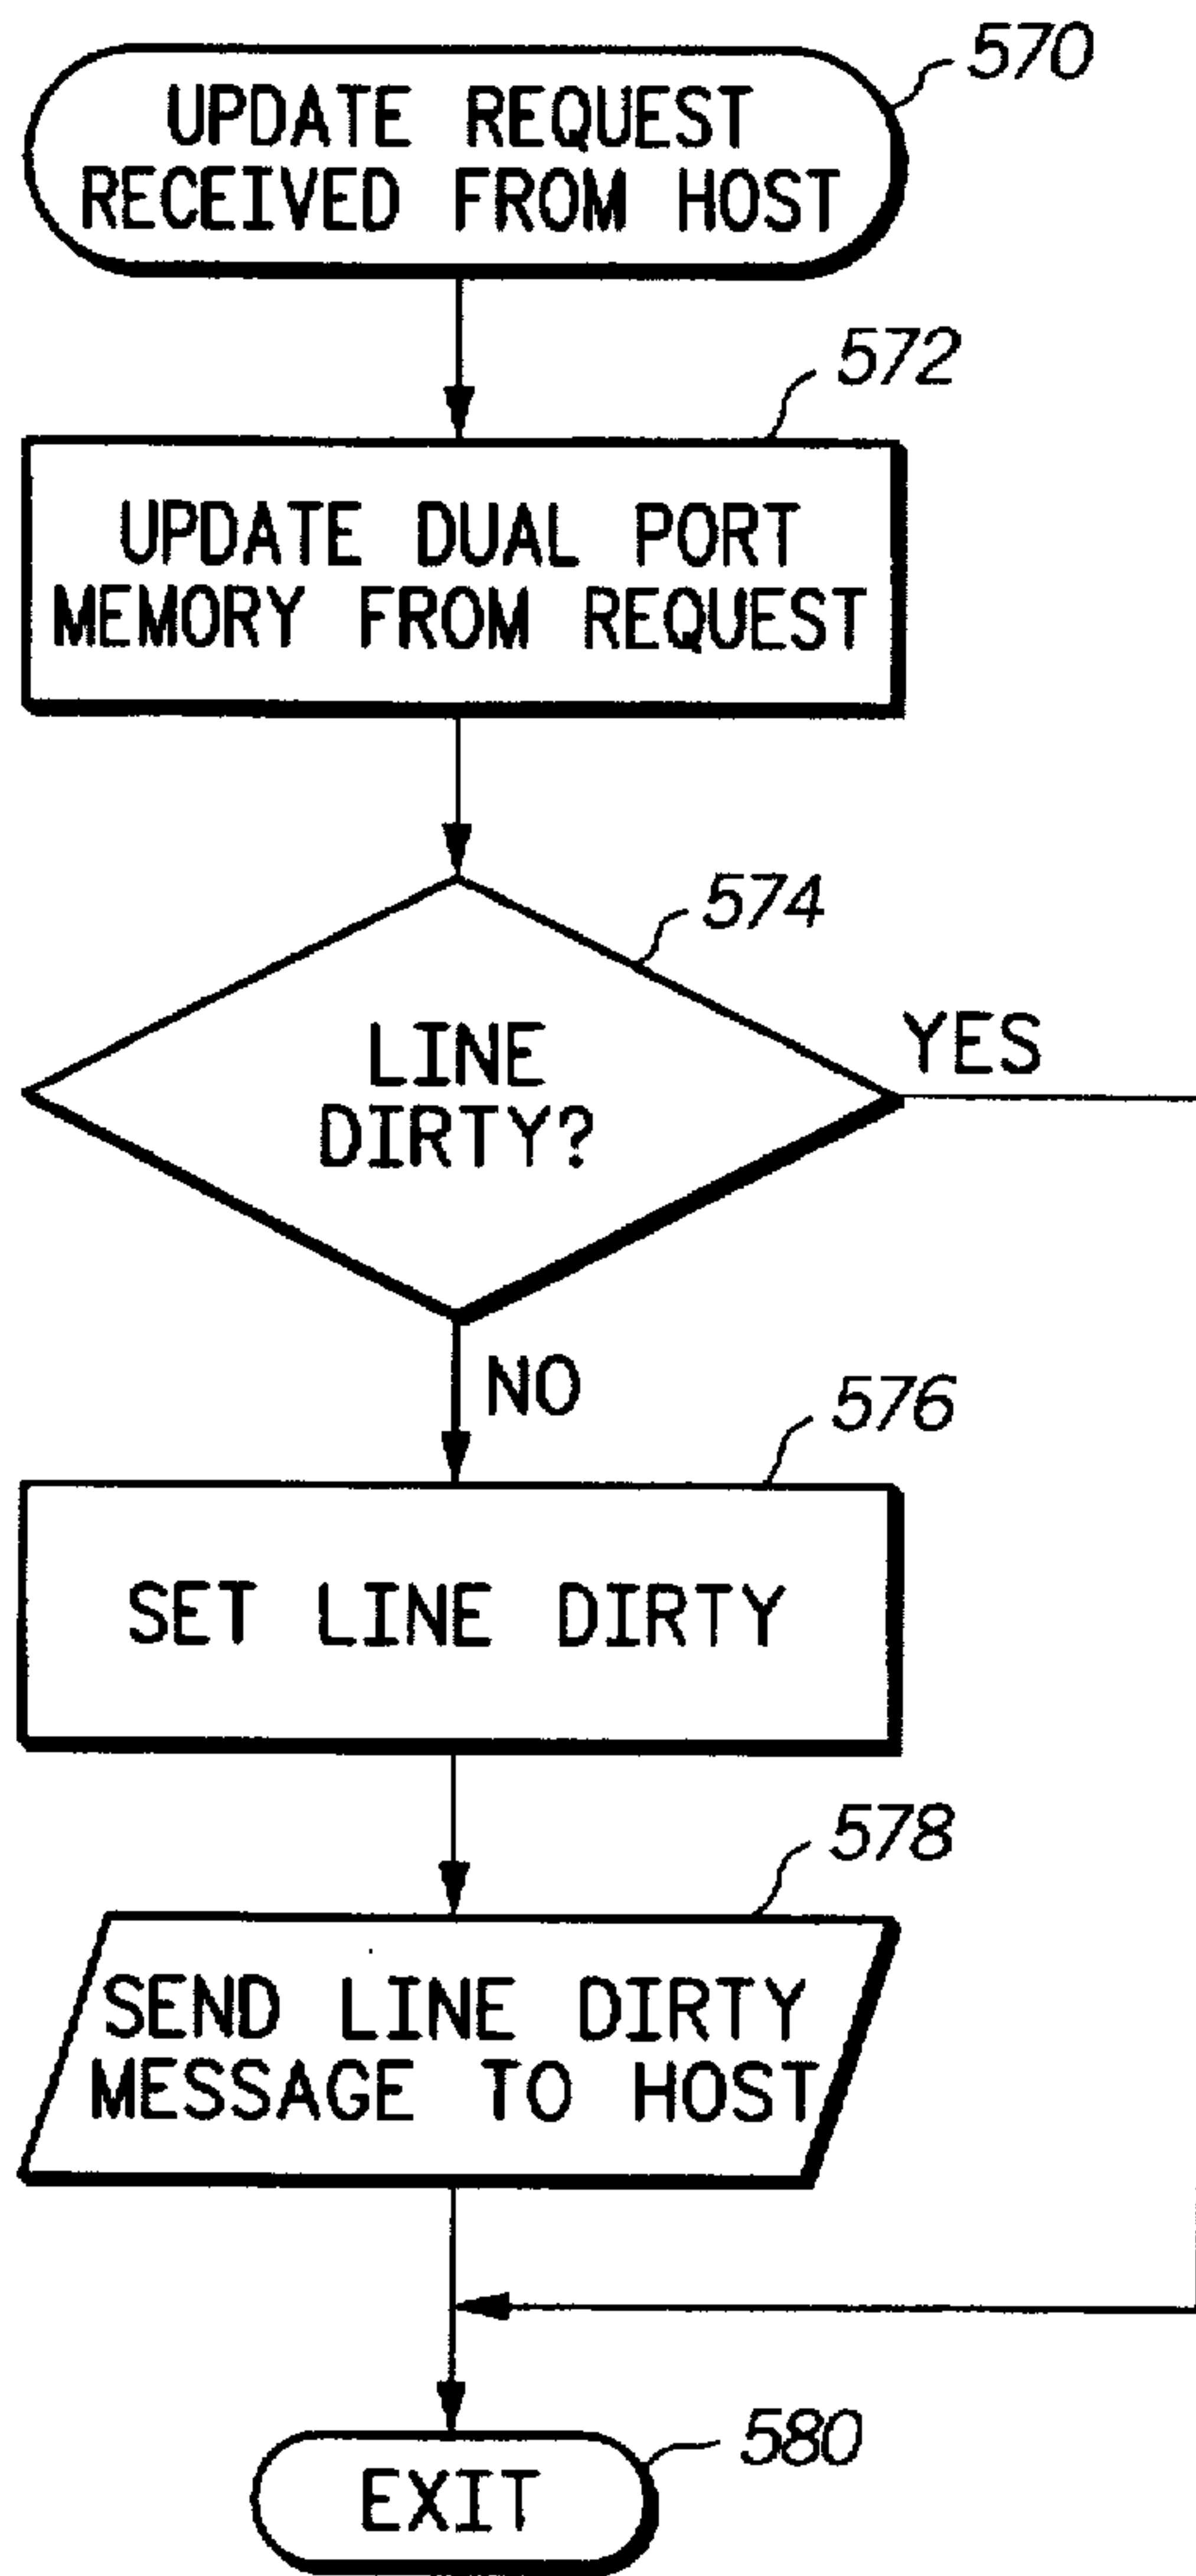 570
UPDATE REQUEST
RECEIVED FROM HOST
572
UPDATE DUAL PORT
MEMORY FROM REQUEST
574
LINE
DIRTY?
YES
NO
576
SET LINE DIRTY
578
SEND LINE DIRTY
MESSAGE TO HOST
580
EXIT